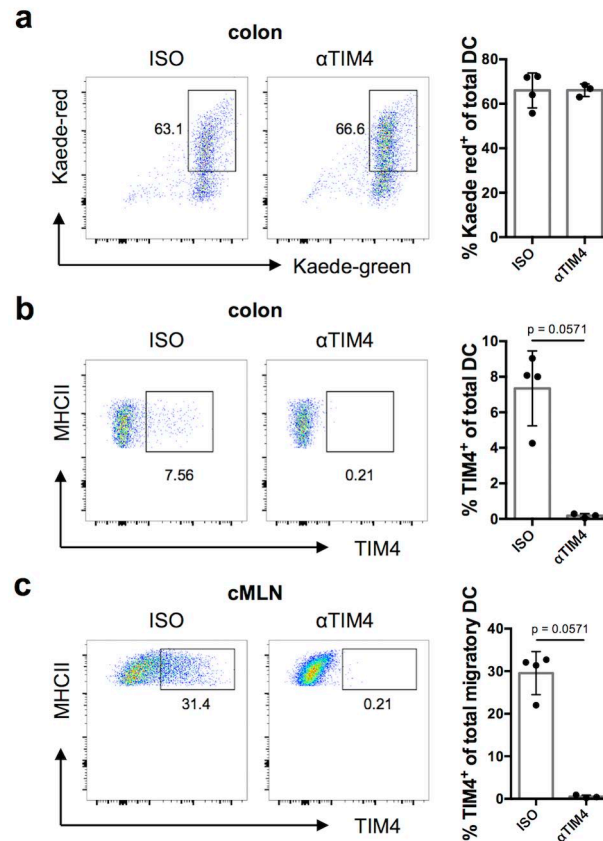 a
colon
ISO
αTIM4
Kaede-red
63.1
66.6
Kaede-green
% Kaede red⁺ of total DC
80
60
40
20
0
ISO
αTIM4
b
colon
ISO
αTIM4
MHCII
7.56
0.21
TIM4
% TIM4⁺ of total DC
p = 0.0571
10
8
6
4
2
0
ISO
αTIM4
c
cMLN
ISO
αTIM4
MHCII
31.4
0.21
TIM4
% TIM4⁺ of total migratory DC
p = 0.0571
40
30
20
10
0
ISO
αTIM4